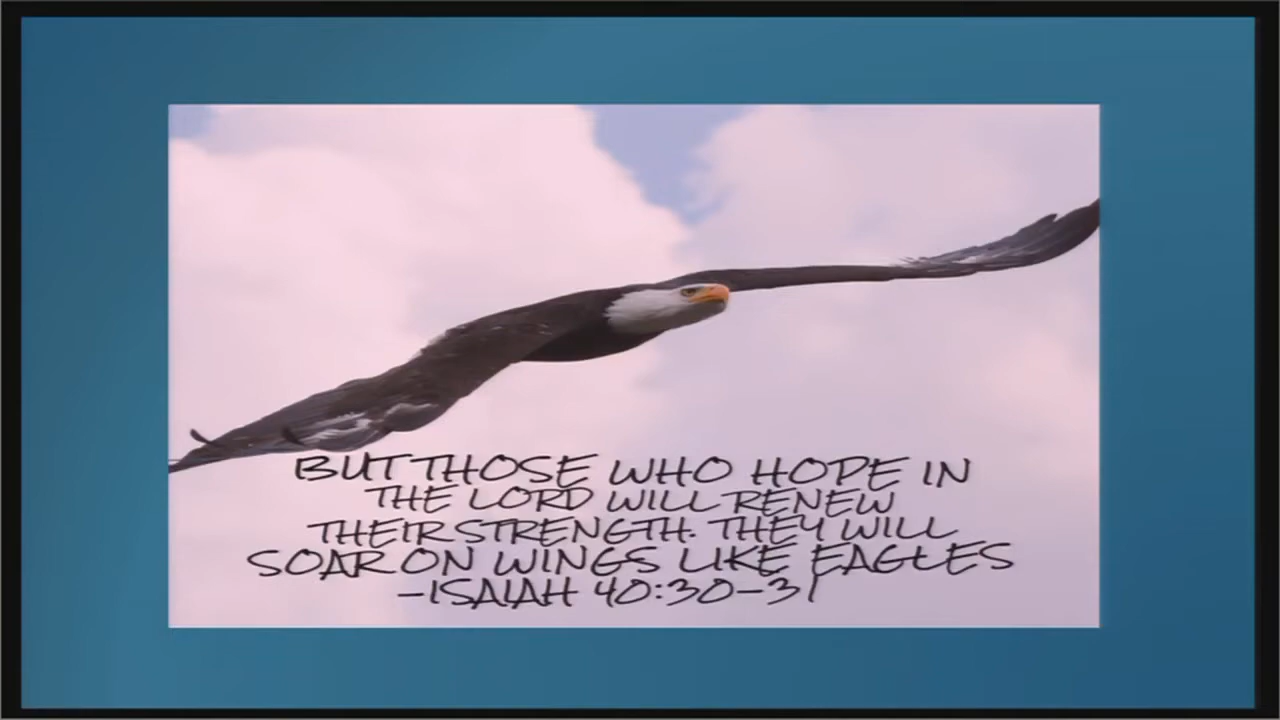 BUT THOSE WHO HOPE IN
THE LORD WILL RENEW
THEIR STRENGTH. THEY WILL
SOAR ON WINGS LIKE EAGLES
-ISAIAH 40:30-31